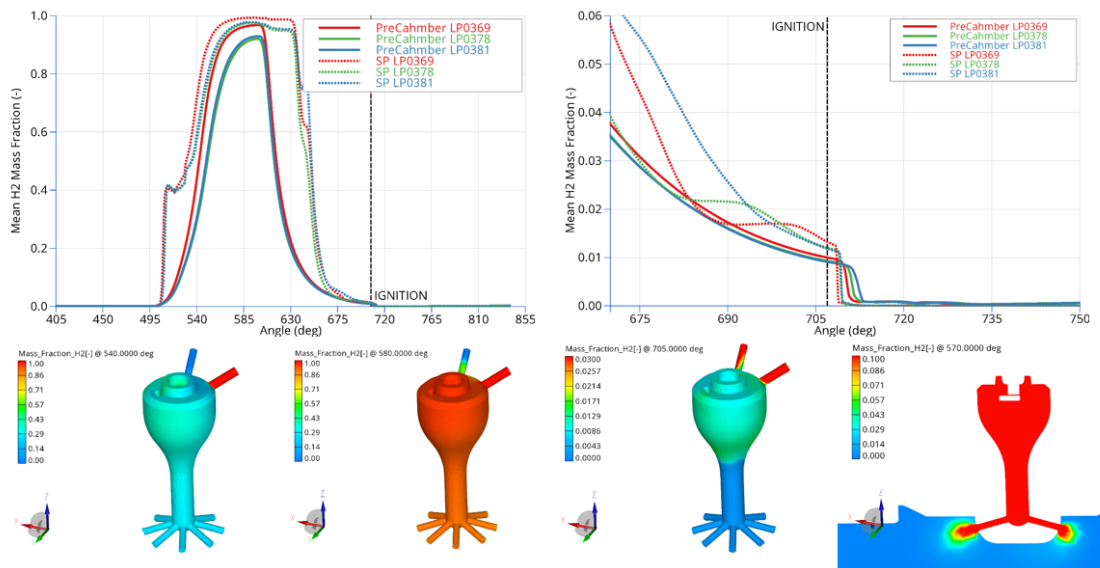 PreCahmber LP0369
PreCahmber LP0378
PreCahmber LP0381
SP LP0369
SP LP0378
SP LP0381
Mean H2 Mass Fraction (-)
1.0
0.8
0.6
0.4
0.2
0.0
IGNITION
405 450 495 540 585 630 675 720 765 810 855
Angle (deg)
IGNITION
PreCahmber LP0369
PreCahmber LP0378
PreCahmber LP0381
SP LP0369
SP LP0378
SP LP0381
Mean H2 Mass Fraction (-)
0.06
0.05
0.04
0.03
0.02
0.01
0.00
675 690 705 720 735 750
Angle (deg)
Mass_Fraction_H2[-] @ 540.0000 deg
1.00
0.86
0.71
0.57
0.43
0.29
0.14
0.00
Z
X
Mass_Fraction_H2[-] @ 580.0000 deg
1.00
0.86
0.71
0.57
0.43
0.29
0.14
0.00
Z
X
Mass_Fraction_H2[-] @ 705.0000 deg
0.0300
0.0257
0.0214
0.0171
0.0129
0.0086
0.0043
0.0000
Z
X
Mass_Fraction_H2[-] @ 570.0000 deg
0.100
0.086
0.071
0.057
0.043
0.029
0.014
0.000
Z
X